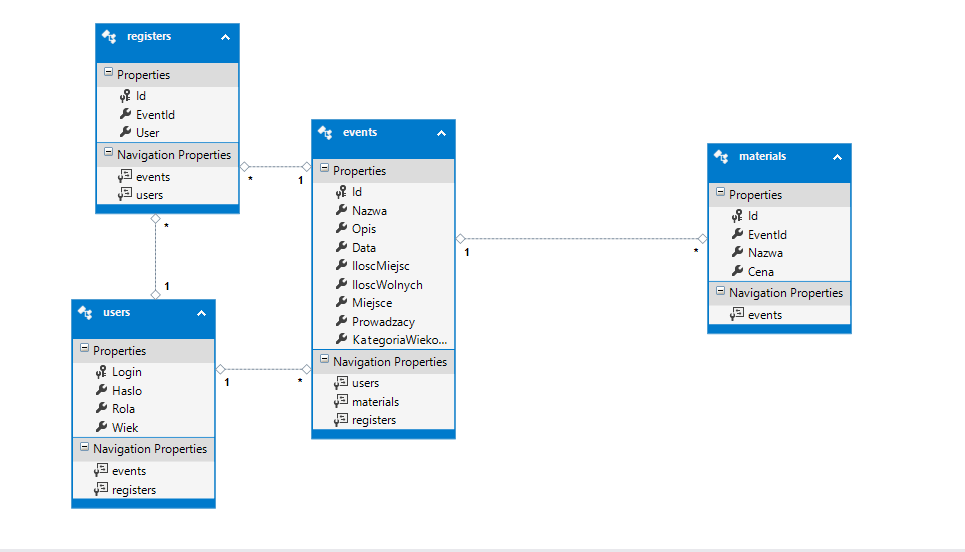 registers
Properties
Id
EventId
User
Navigation Properties
events
users
*
1
*
1
events
Properties
Id
Nazwa
Opis
Data
IloscMiejsc
IloscWolnych
Miejsce
Prowadzacy
KategoriaWieko...
Navigation Properties
users
materials
registers
1
*
materials
Properties
Id
EventId
Nazwa
Cena
Navigation Properties
events
users
Properties
Login
Haslo
Rola
Wiek
Navigation Properties
events
registers
1
*